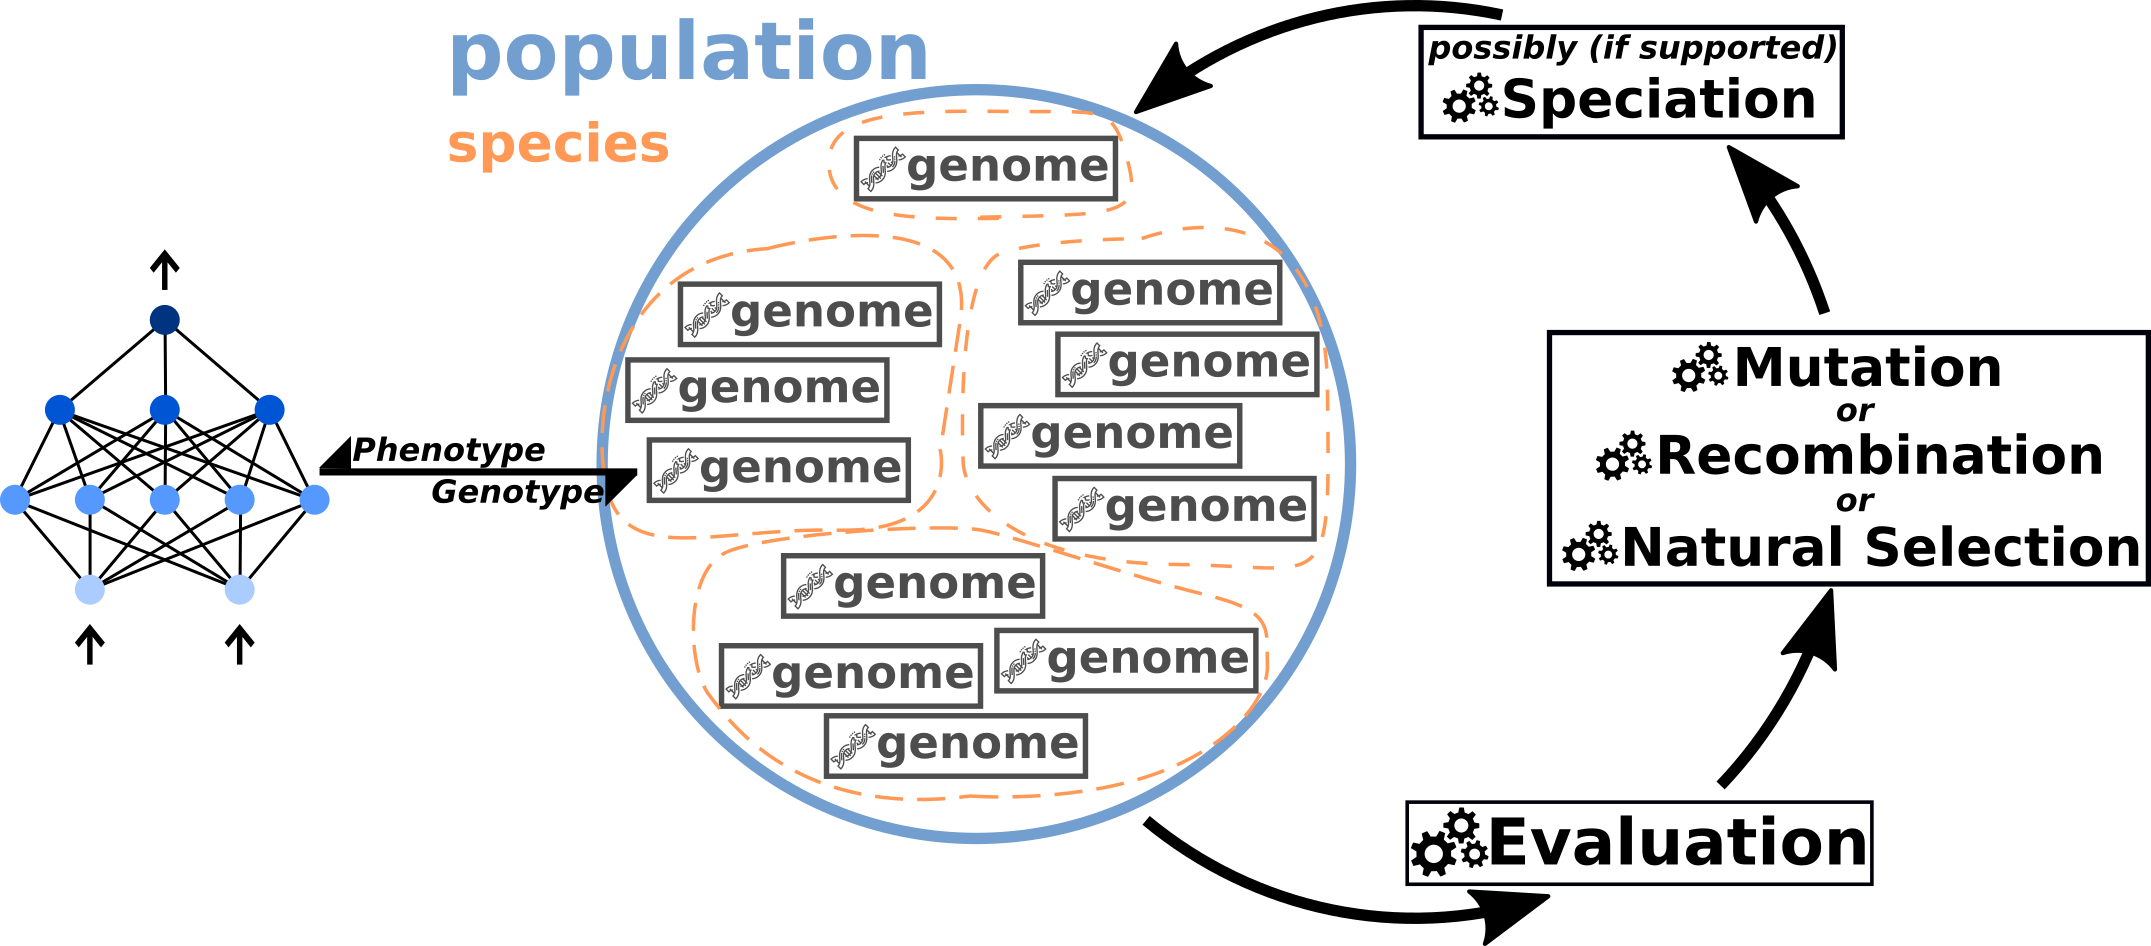 population
species
genome
genome
genome
genome
genome
genome
genome
genome
genome
genome
genome
genome
Phenotype
Genotype
possibly (if supported)
Speciation
Mutation
or
Recombination
or
Natural Selection
Evaluation